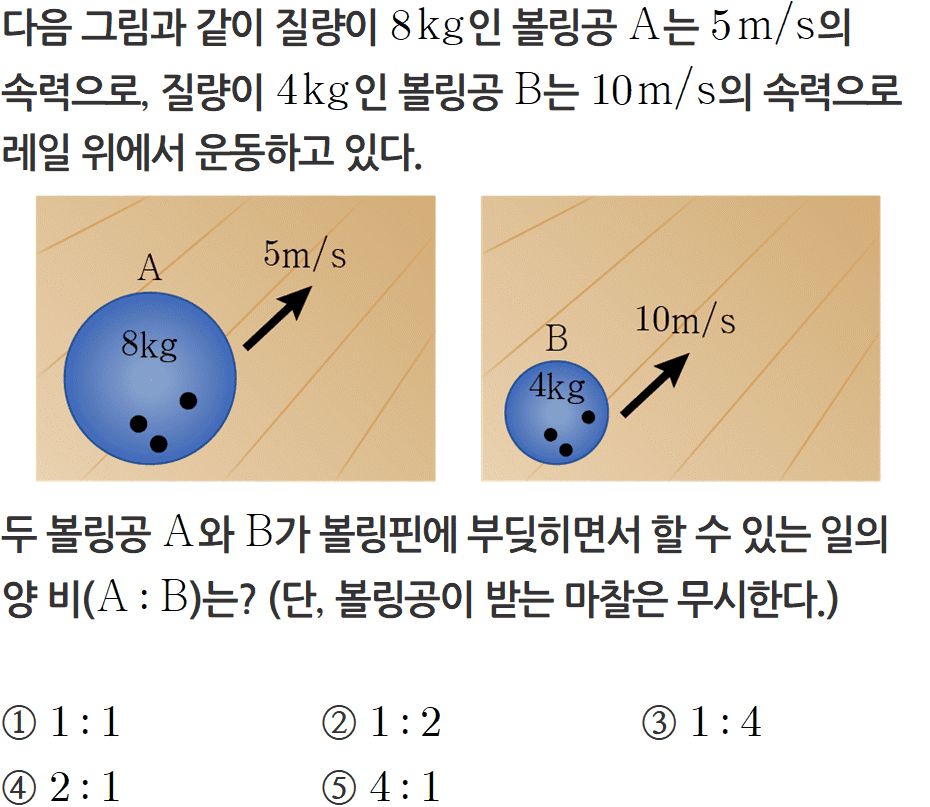 다음 그림과 같이 질량이 8kg인 볼링공 A는 5m/s의
속력으로, 질량이 4kg인 볼링공 B는 10m/s의 속력으로
레일 위에서 운동하고 있다.
A
5m/s
8kg
B
10m/s
4kg
두 볼링공 A와 B가 볼링핀에 부딪히면서 할 수 있는 일의
양 비(A : B)는? (단, 볼링공이 받는 마찰은 무시한다.)
① 1 : 1 ② 1 : 2 ③ 1 : 4
④ 2 : 1 ⑤ 4 : 1